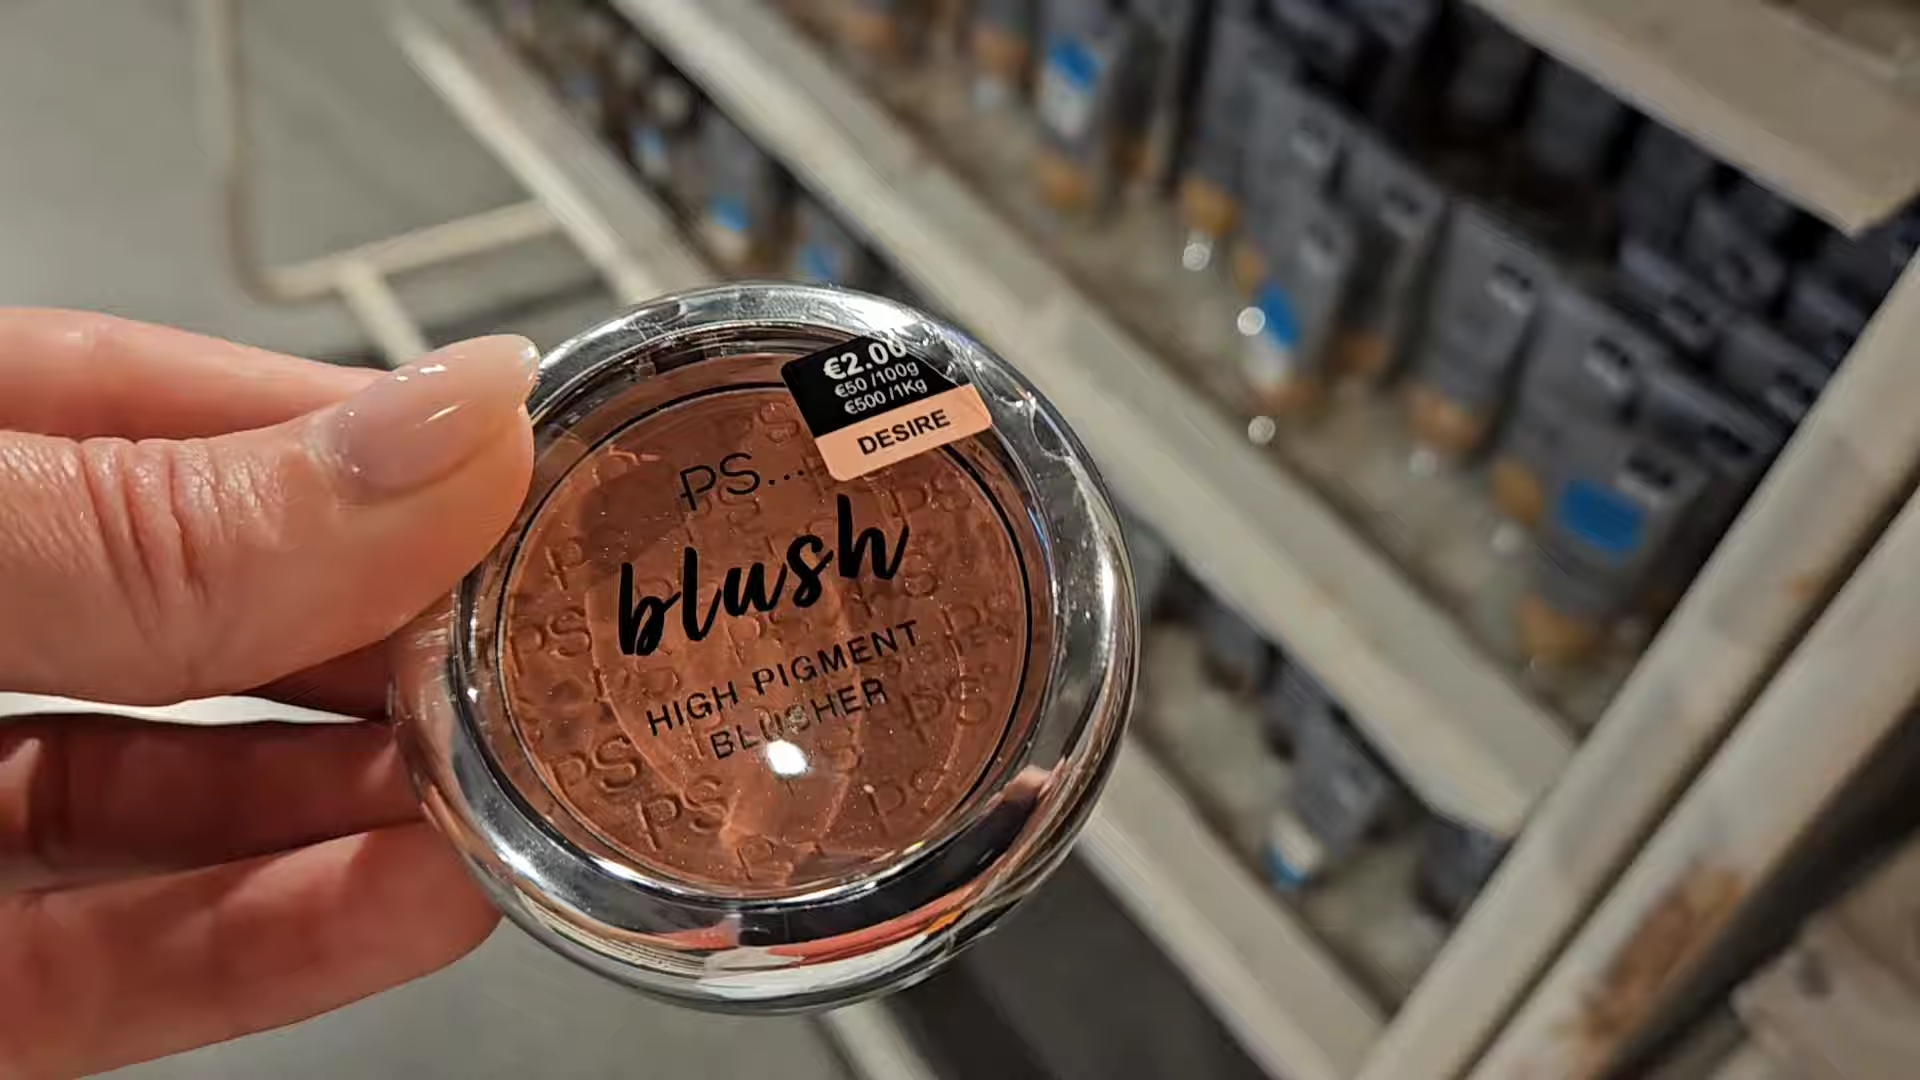 €2.00
€50 /100g
€500 /1Kg
DESIRE
PS...
blush
HIGH PIGMENT
BLUSHER